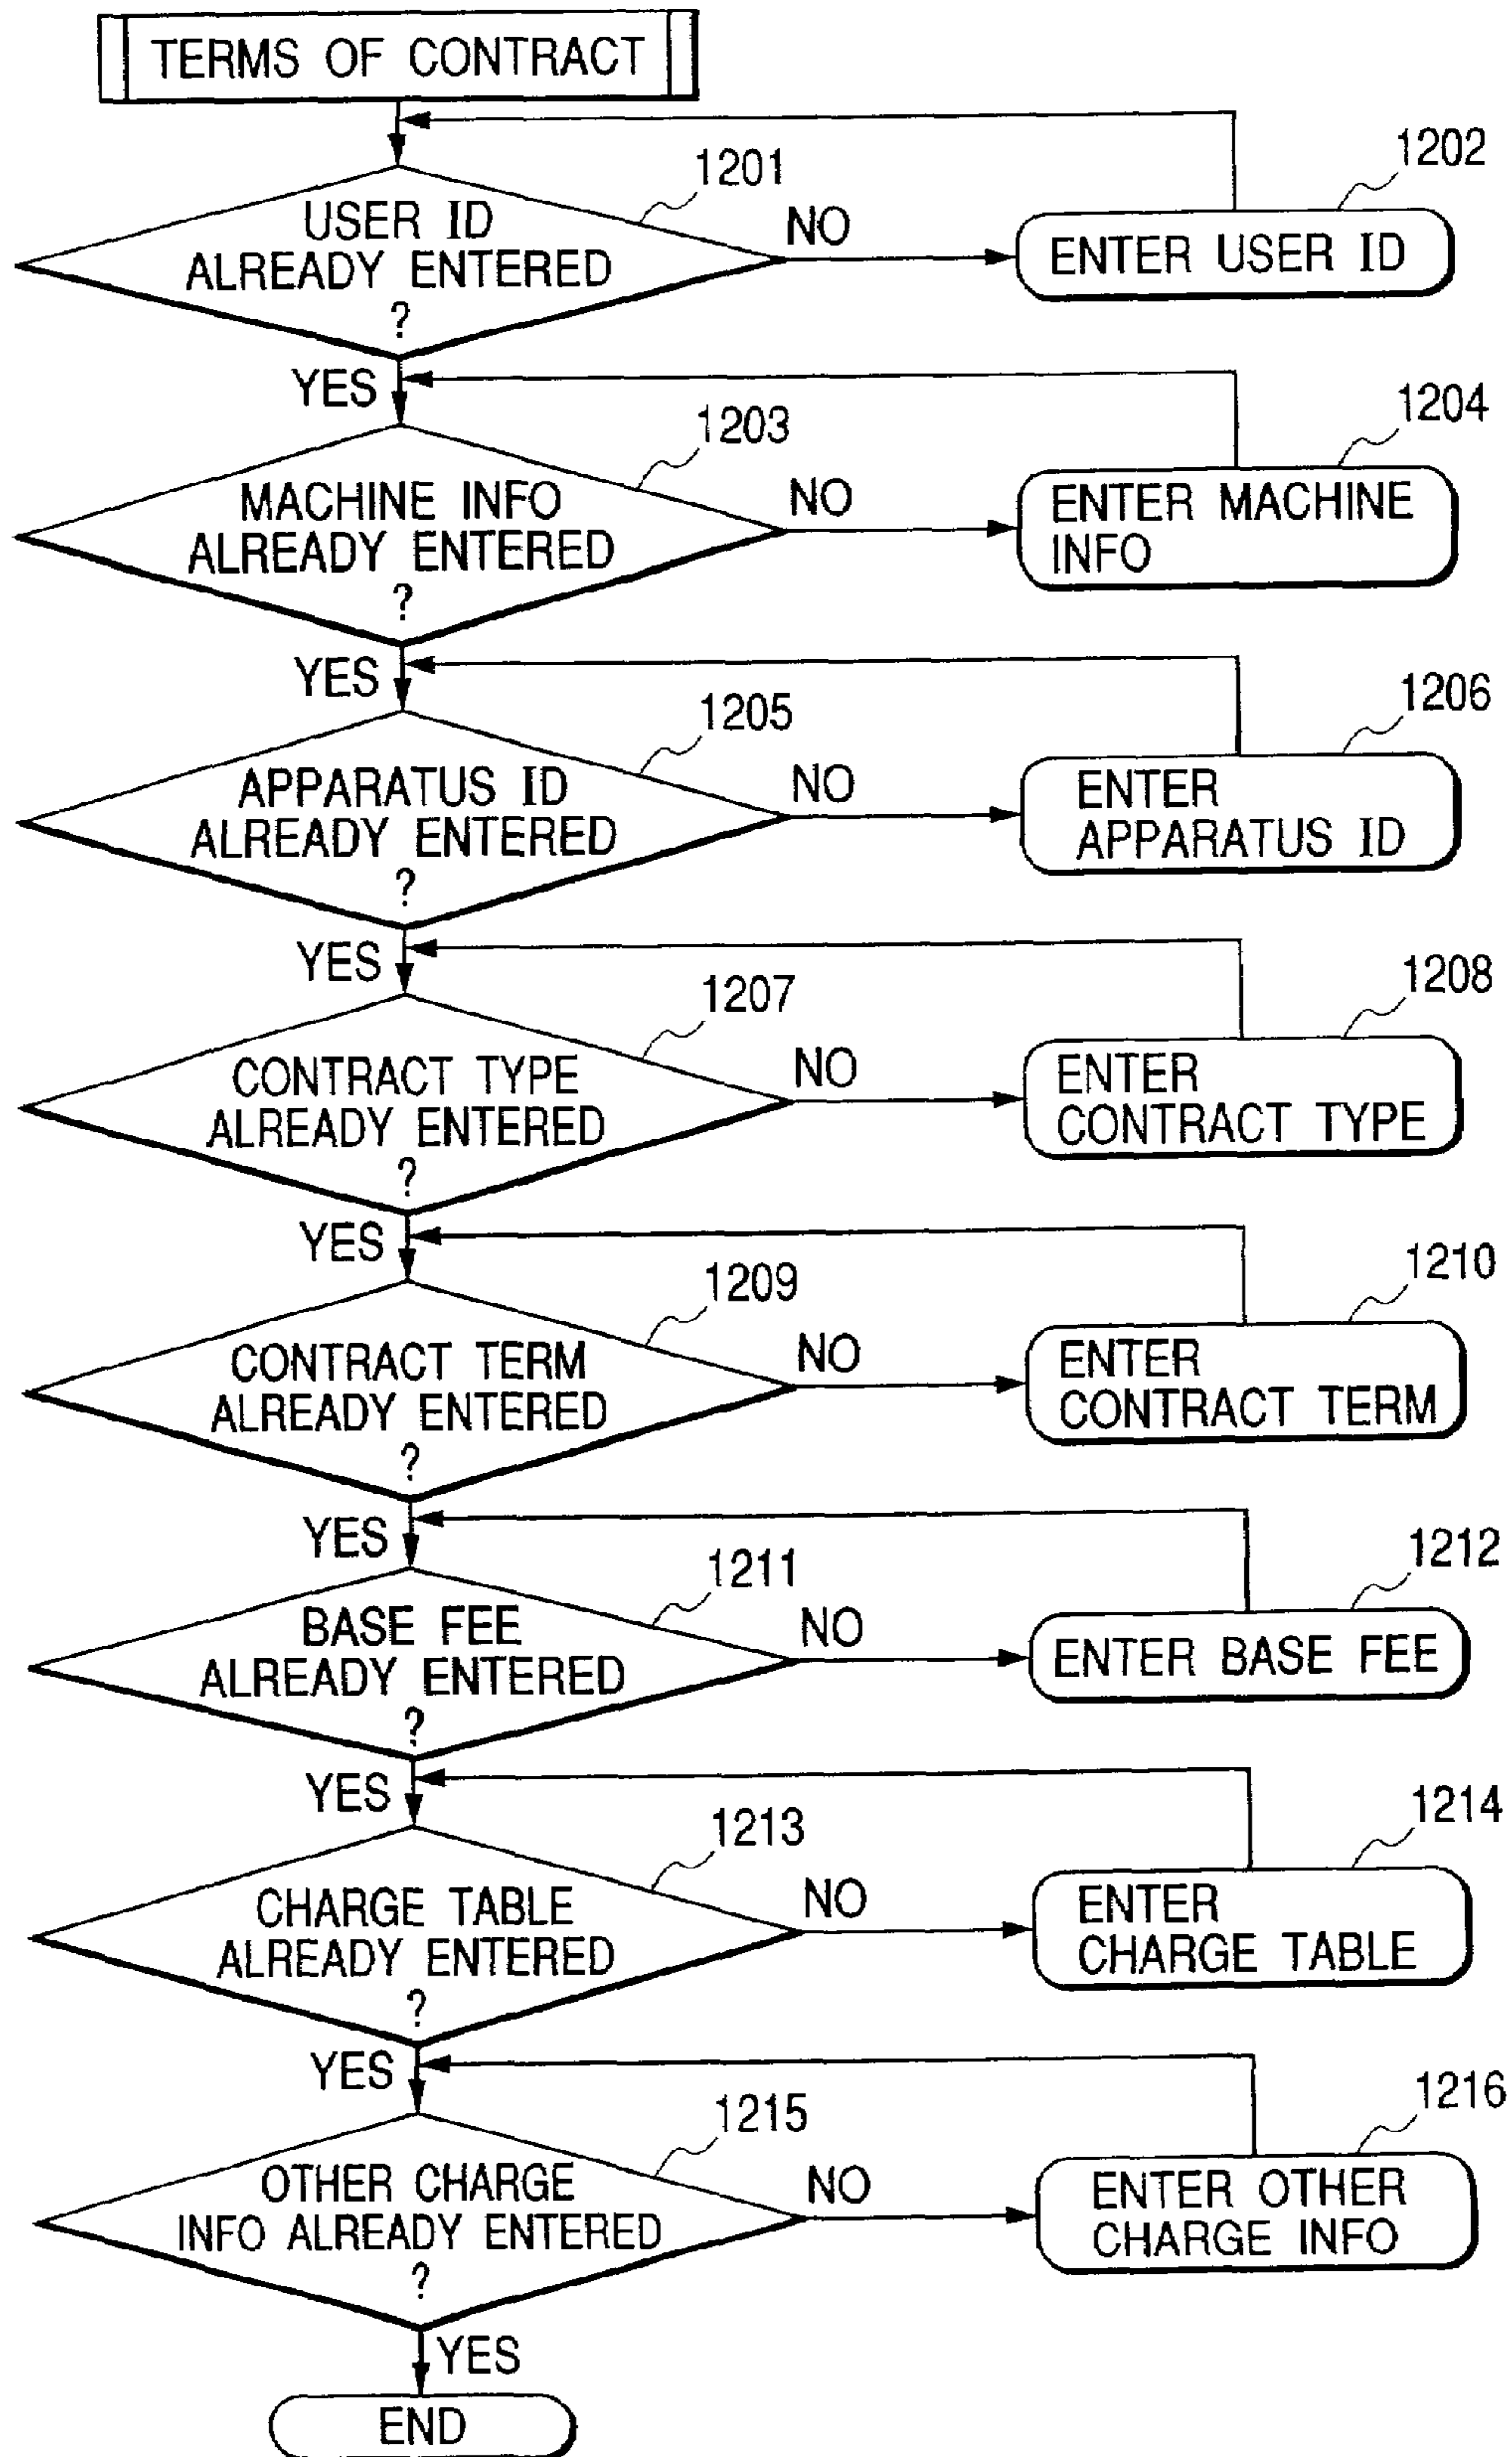 TERMS OF CONTRACT
1201
1202
USER ID
ALREADY ENTERED
?
NO
ENTER USER ID
YES
1203
1204
MACHINE INFO
ALREADY ENTERED
?
NO
ENTER MACHINE
INFO
YES
1205
1206
APPARATUS ID
ALREADY ENTERED
?
NO
ENTER
APPARATUS ID
YES
1207
1208
CONTRACT TYPE
ALREADY ENTERED
?
NO
ENTER
CONTRACT TYPE
YES
1209
1210
CONTRACT TERM
ALREADY ENTERED
?
NO
ENTER
CONTRACT TERM
YES
1211
1212
BASE FEE
ALREADY ENTERED
?
NO
ENTER BASE FEE
YES
1213
1214
CHARGE TABLE
ALREADY ENTERED
?
NO
ENTER
CHARGE TABLE
YES
1215
1216
OTHER CHARGE
INFO ALREADY ENTERED
?
NO
ENTER OTHER
CHARGE INFO
YES
END